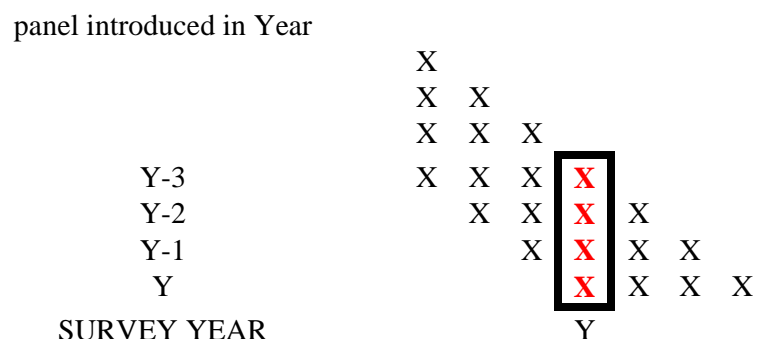 panel introduced in Year
X
X X
X X X
Y-3 X X X X
Y-2 X X X X
Y-1 X X X X
Y X X X X
SURVEY YEAR Y